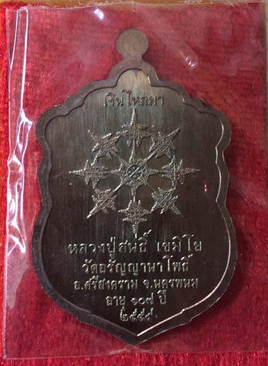 เงินไหลมา
หลวงปู่สนธิ์ เขมิโย
วัดอรัญญานาโพธิ์
อ.ศรีสงคราม จ.นครพนม
อายุ ๑๐๗ ปี
๒๕๕๙